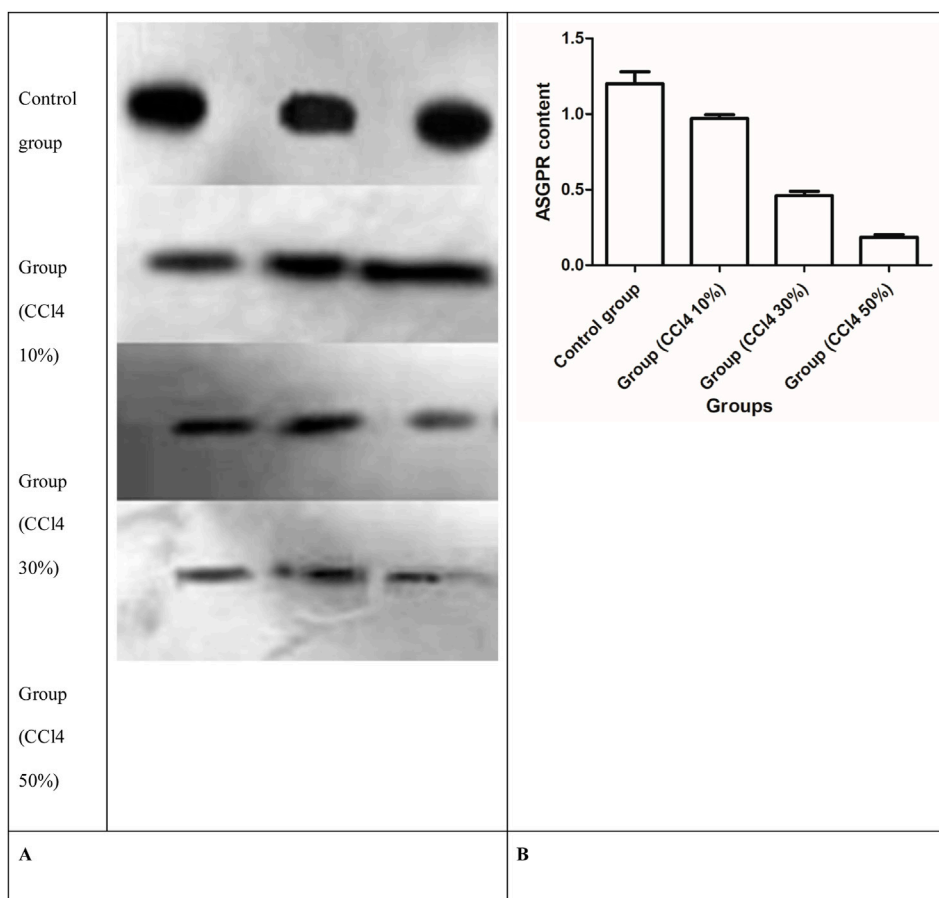 Control
group
Group
(CCl4
10%)
Group
(CCl4
30%)
Group
(CCl4
50%)
A
1.5
1.0
0.5
0.0
ASGPR content
Control group
Group (CCl4 10%)
Group (CCl4 30%)
Group (CCl4 50%)
Groups
B